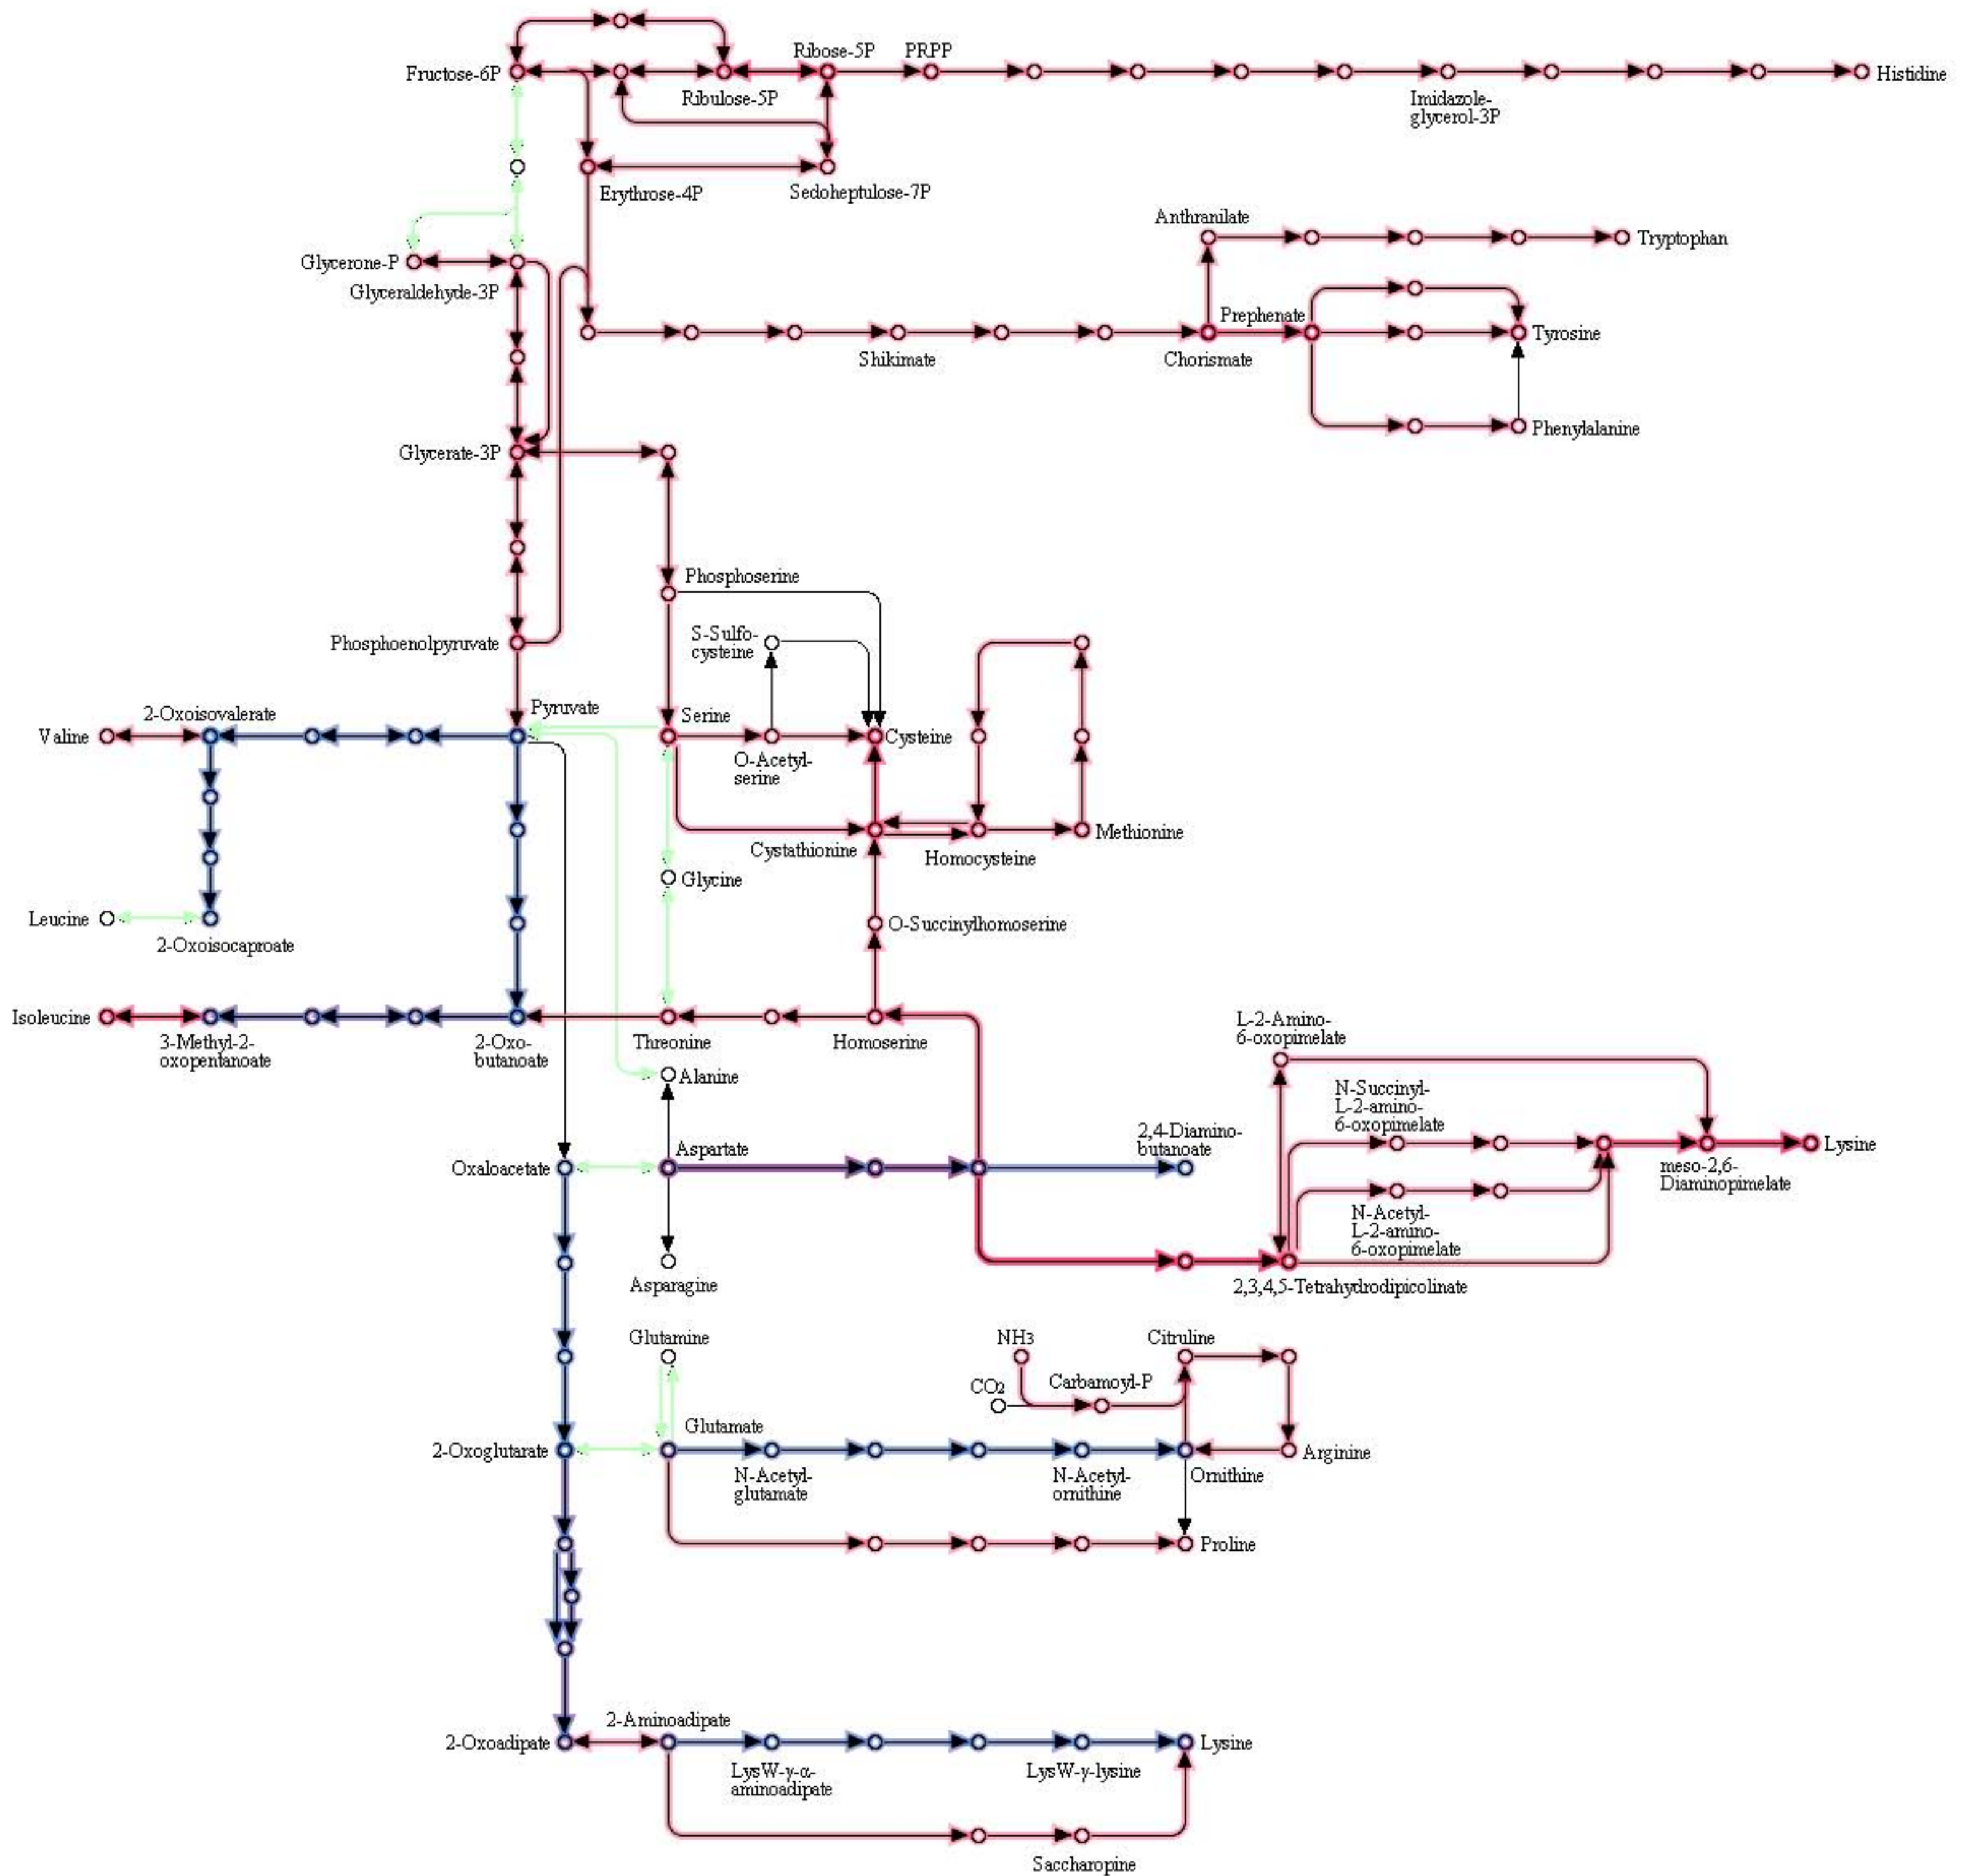 Ribose-5P
PRPP
Fructose-6P
Histidine
Ribulose-5P
Imidazole-
glycerol-3P
Erythrose-4P
Sedoheptulose-7P
Anthranilate
Tryptophan
Glycerone-P
Glyceraldehyde-3P
Prephenate
Tyrosine
Shikimate
Chorismate
Phenylalanine
Glycerate-3P
Phosphoserine
S-Sulfo-
cysteine
Phosphoenolpyruvate
2-Oxoisovalerate
Pyruvate
Serine
Valine
Cysteine
O-Acetyl-
serine
Methionine
Cystathionine
Homocysteine
Glycine
Leucine
O-Succinylhomoserine
2-Oxoisocaproate
Isoleucine
3-Methyl-2-
oxopentanoate
2-Oxo-
butanoate
Threonine
Homoserine
L-2-Amino-
6-oxopimelate
Alanine
N-Succinyl-
L-2-amino-
6-oxopimelate
2,4-Diamino-
butanoate
Aspartate
Oxaloacetate
Lysine
meso-2,6-
Diaminopimelate
N-Acetyl-
L-2-amino-
6-oxopimelate
Asparagine
2,3,4,5-Tetrahydrodipicolinate
Glutamine
NH3
Citruline
CO2
Carbamoyl-P
Glutamate
2-Oxoglutarate
Arginine
N-Acetyl-
glutamate
N-Acetyl-
ornithine
Ornithine
Proline
2-Aminoadipate
2-Oxoadipate
Lysine
LysW-γ-α-
aminoadipate
LysW-γ-lysine
Saccharopine